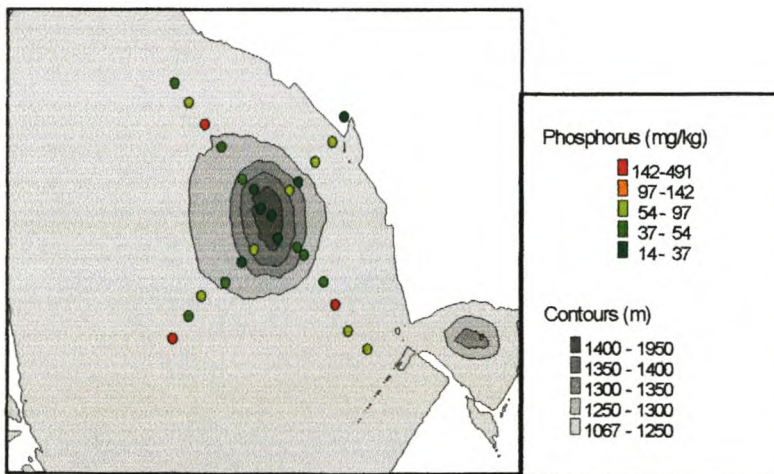 Phosphorus (mg/kg)
142-491
97-142
54- 97
37- 54
14- 37
Contours (m)
1400 - 1950
1350 - 1400
1300 - 1350
1250 - 1300
1067 - 1250